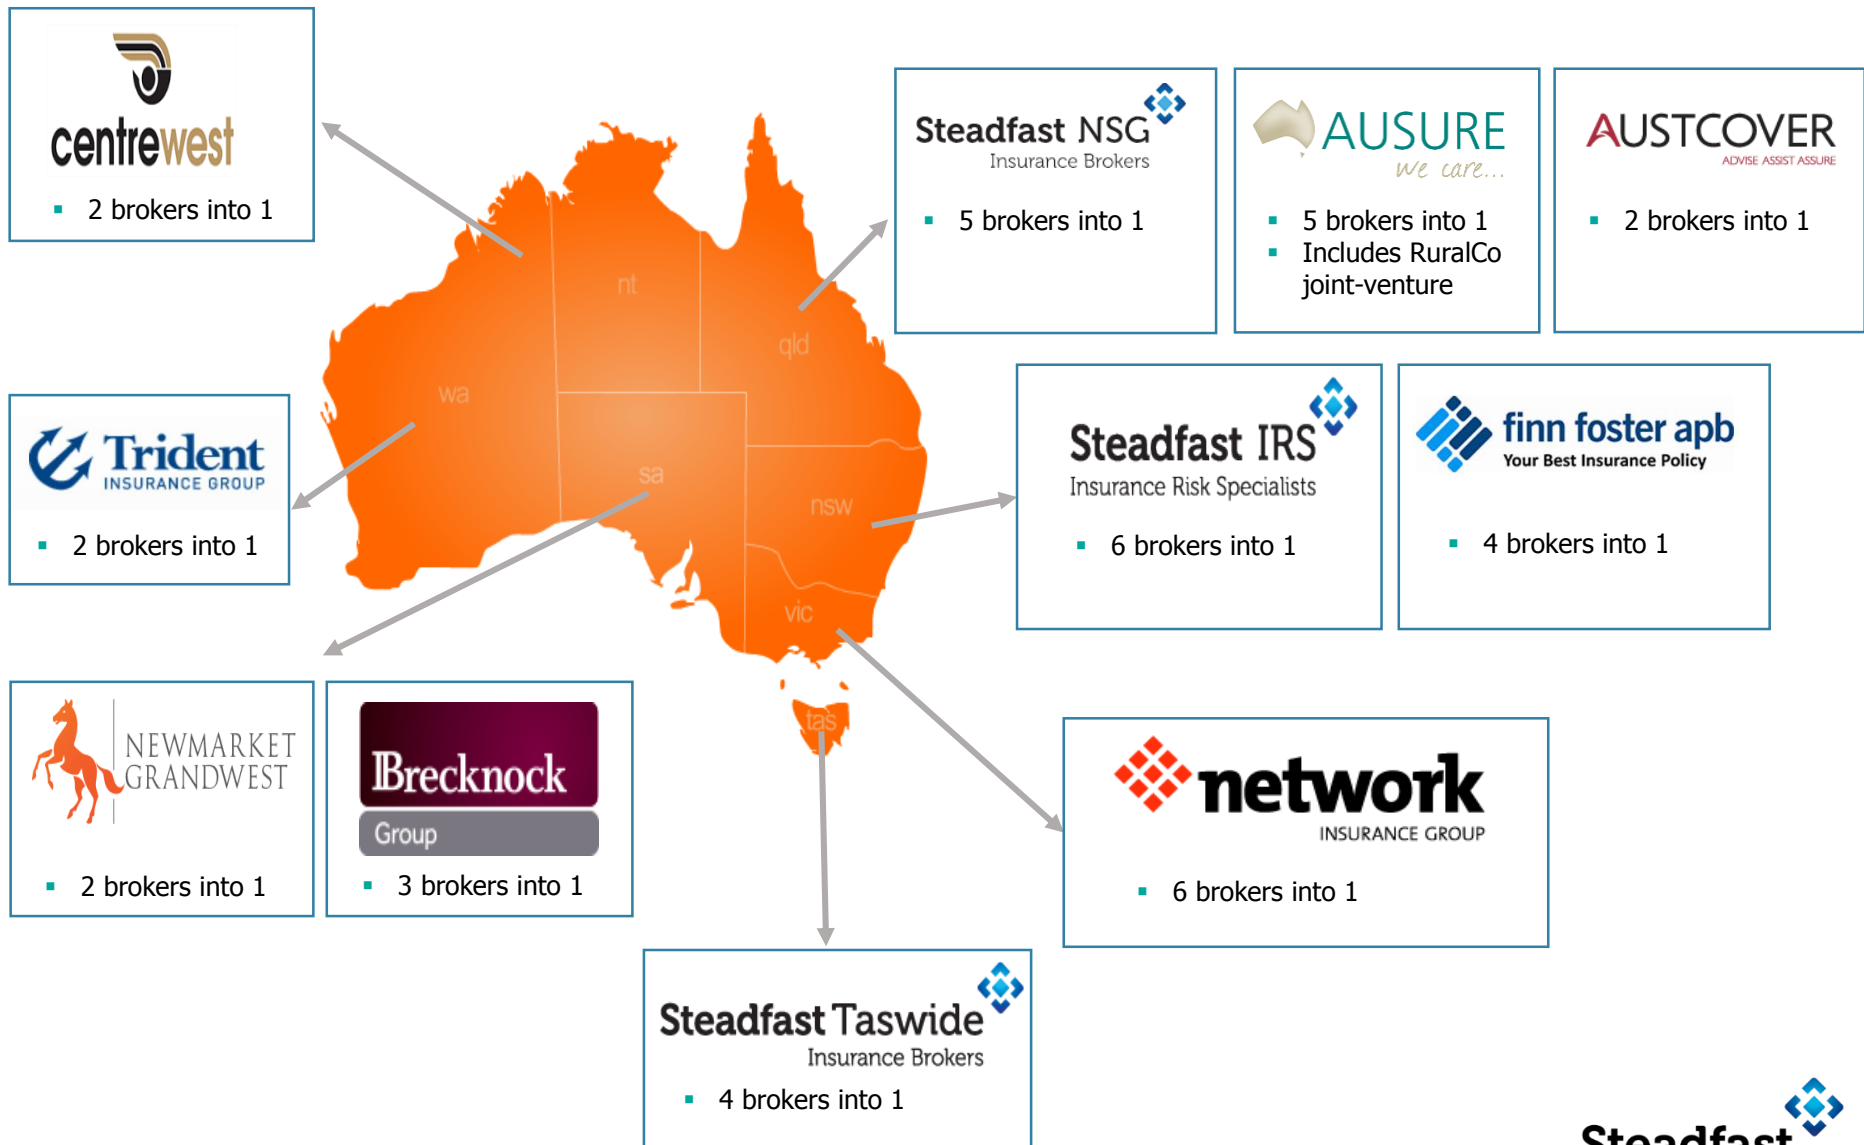 centrewest
▪ 2 brokers into 1
Steadfast NSG
Insurance Brokers
▪ 5 brokers into 1
AUSURE
We care...
▪ 5 brokers into 1
▪ Includes RuralCo
joint-venture
AUSTCOVER
ADVISE ASSIST ASSURE
▪ 2 brokers into 1
nt
qld
wa
sa
nsw
vic
tas
Trident
INSURANCE GROUP
▪ 2 brokers into 1
Steadfast IRS
Insurance Risk Specialists
▪ 6 brokers into 1
finn foster apb
Your Best Insurance Policy
▪ 4 brokers into 1
NEWMARKET
GRANDWEST
▪ 2 brokers into 1
Brecknock
Group
▪ 3 brokers into 1
network
INSURANCE GROUP
▪ 6 brokers into 1
Steadfast Taswide
Insurance Brokers
▪ 4 brokers into 1
Steadfast